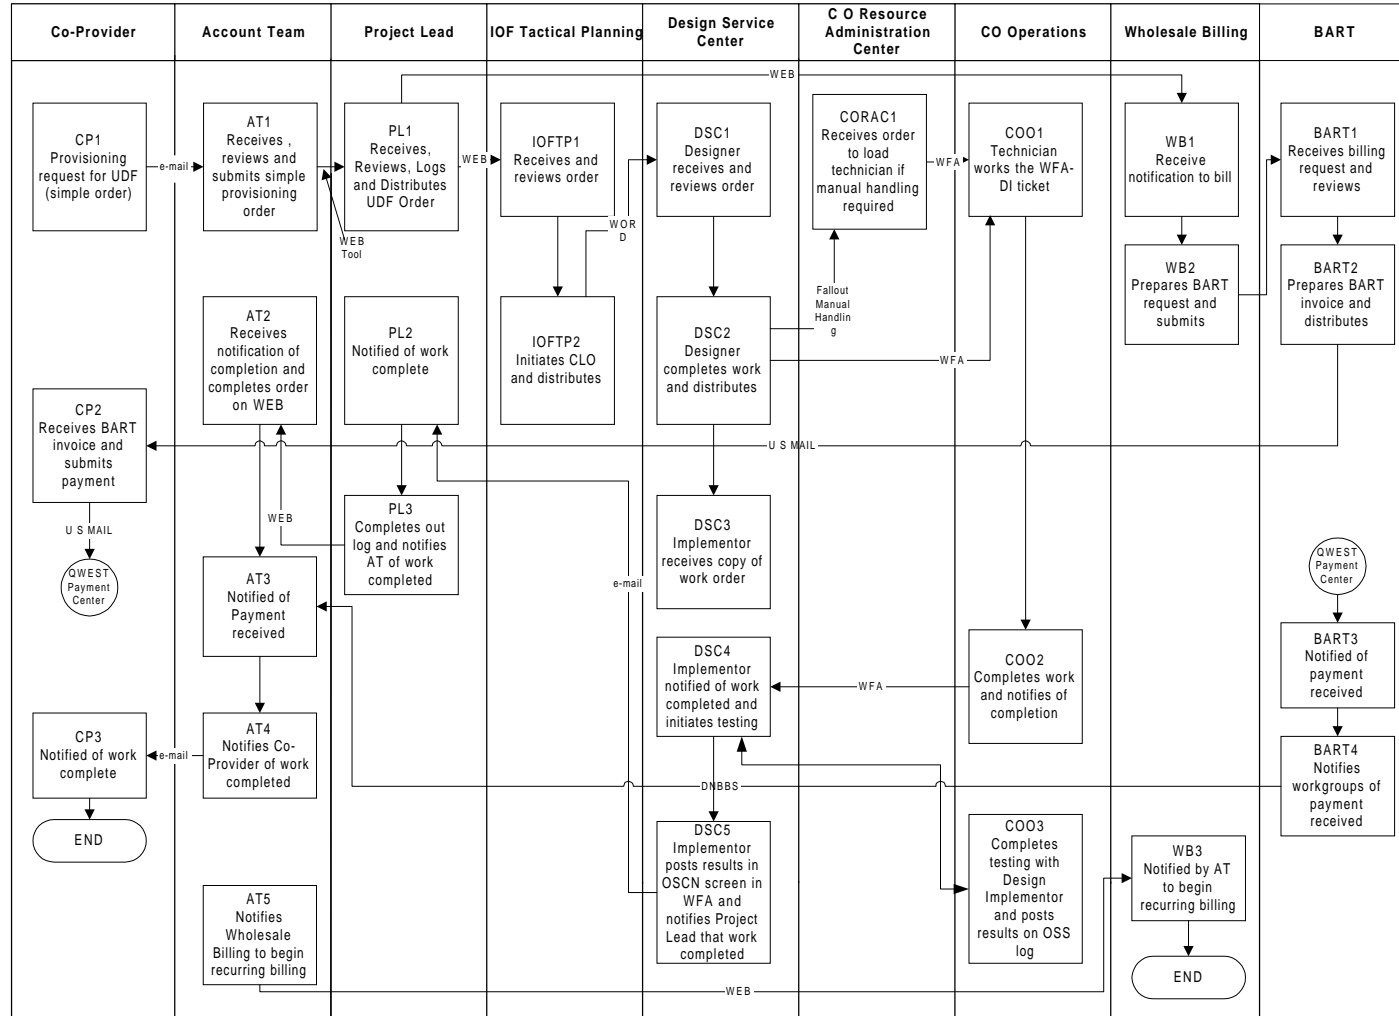 Co-Provider
Account Team
Project Lead
IOF Tactical Planning
Design Service
Center
C O Resource
Administration
Center
CO Operations
Wholesale Billing
BART
WEB
CP1
Provisioning
request for UDF
(simple order)
e-mail
AT1
Receives ,
reviews and
submits simple
provisioning
order
WEB
Tool
PL1
Receives,
Reviews, Logs
and Distributes
UDF Order
WEB
IOFTP1
Receives and
reviews order
WOR
D
DSC1
Designer
receives and
reviews order
CORAC1
Receives order
to load
technician if
manual handling
required
WFA
COO1
Technician
works the WFA-
DI ticket
WB1
Receive
notification to bill
BART1
Receives billing
request and
reviews
WB2
Prepares BART
request and
submits
BART2
Prepares BART
invoice and
distributes
Fallout
Manual
Handlin
g
AT2
Receives
notification of
completion and
completes order
on WEB
PL2
Notified of work
complete
IOFTP2
Initiates CLO
and distributes
DSC2
Designer
completes work
and distributes
WFA
CP2
Receives BART
invoice and
submits
payment
U S MAIL
U S MAIL
QWEST
Payment
Center
WEB
PL3
Completes out
log and notifies
AT of work
completed
DSC3
Implementor
receives copy of
work order
e-mail
QWEST
Payment
Center
AT3
Notified of
Payment
received
DSC4
Implementor
notified of work
completed and
initiates testing
WFA
COO2
Completes work
and notifies of
completion
BART3
Notified of
payment
received
CP3
Notified of work
complete
e-mail
AT4
Notifies Co-
Provider of work
completed
BART4
Notifies
workgroups of
payment
received
DNBBS
END
DSC5
Implementor
posts results in
OSCN screen in
WFA and
notifies Project
Lead that work
completed
COO3
Completes
testing with
Design
Implementor
and posts
results on OSS
log
WB3
Notified by AT
to begin
recurring billing
AT5
Notifies
Wholesale
Billing to begin
recurring billing
END
WEB